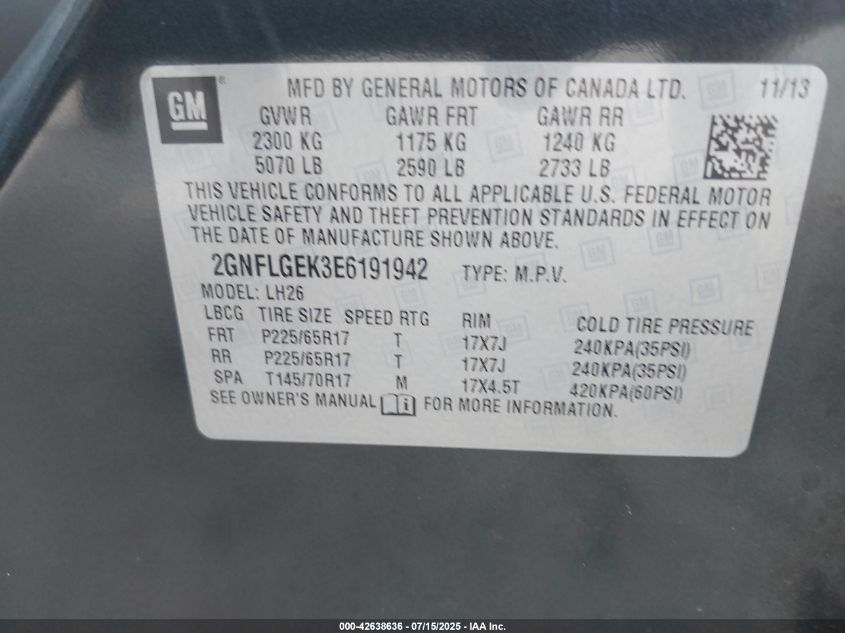 GM ® MFD BY GENERAL MOTORS OF CANADA LTD. 11/13
GVWR GAWR FRT GAWR RR
2300 KG 1175 KG 1240 KG
5070 LB 2590 LB 2733 LB
THIS VEHICLE CONFORMS TO ALL APPLICABLE U.S. FEDERAL MOTOR
VEHICLE SAFETY AND THEFT PREVENTION STANDARDS IN EFFECT ON
THE DATE OF MANUFACTURE SHOWN ABOVE.
2GNFLGEK3E6191942 TYPE: M.P.V.
MODEL: LH26
LBCG TIRE SIZE SPEED RTG RIM COLD TIRE PRESSURE
FRT P225/65R17 T 17X7J 240KPA(35PSI)
RR P225/65R17 T 17X7J 240KPA(35PSI)
SPA T145/70R17 M 17X4.5T 420KPA(60PSI)
SEE OWNER'S MANUAL FOR MORE INFORMATION.
000-42638636 - 07/15/2025 - IAA Inc.